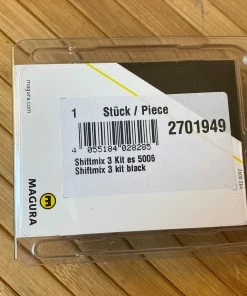 magura.com
1 Stück / Piece
2701949
4 055184 028285
Shiftmix 3 Kit es 5006
Shiftmix 3 kit black
MAGURA